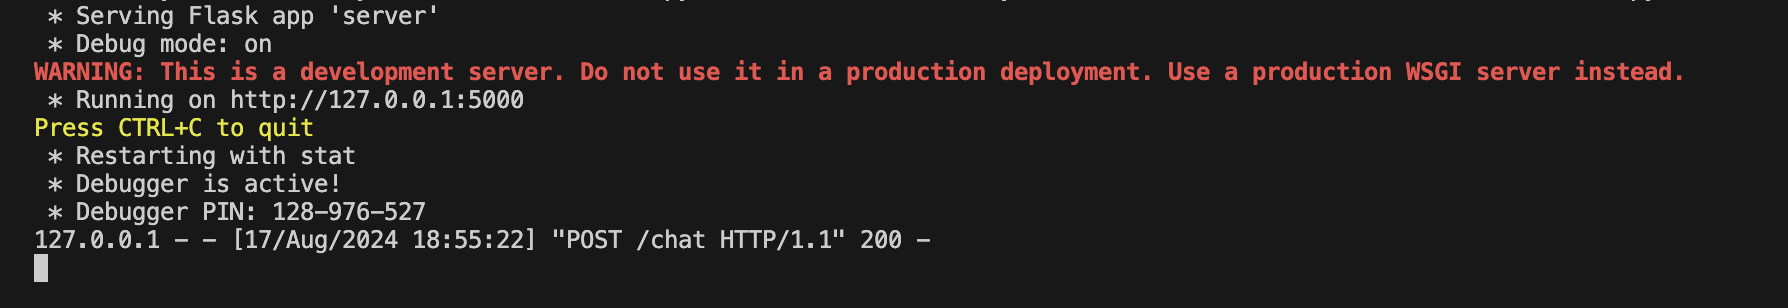 * Serving Flask app 'server'
* Debug mode: on
WARNING: This is a development server. Do not use it in a production deployment. Use a production WSGI server instead.
* Running on http://127.0.0.1:5000
Press CTRL+C to quit
* Restarting with stat
* Debugger is active!
* Debugger PIN: 128-976-527
127.0.0.1 - - [17/Aug/2024 18:55:22] "POST /chat HTTP/1.1" 200 -